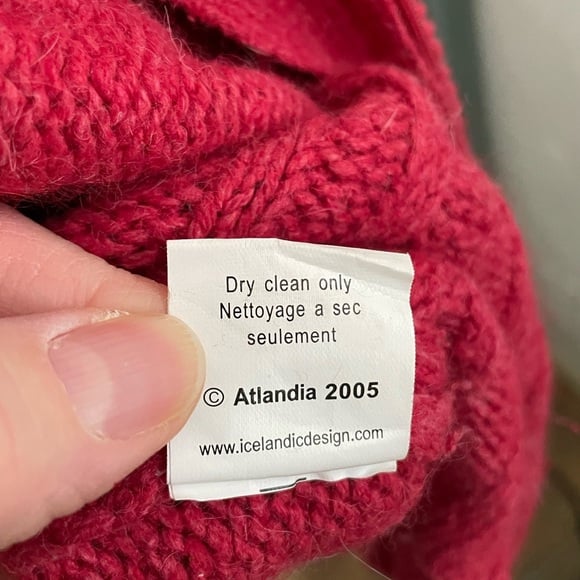 Dry clean only
Nettoyage a sec
seulement
© Atlandia 2005
www.icelandicdesign.com